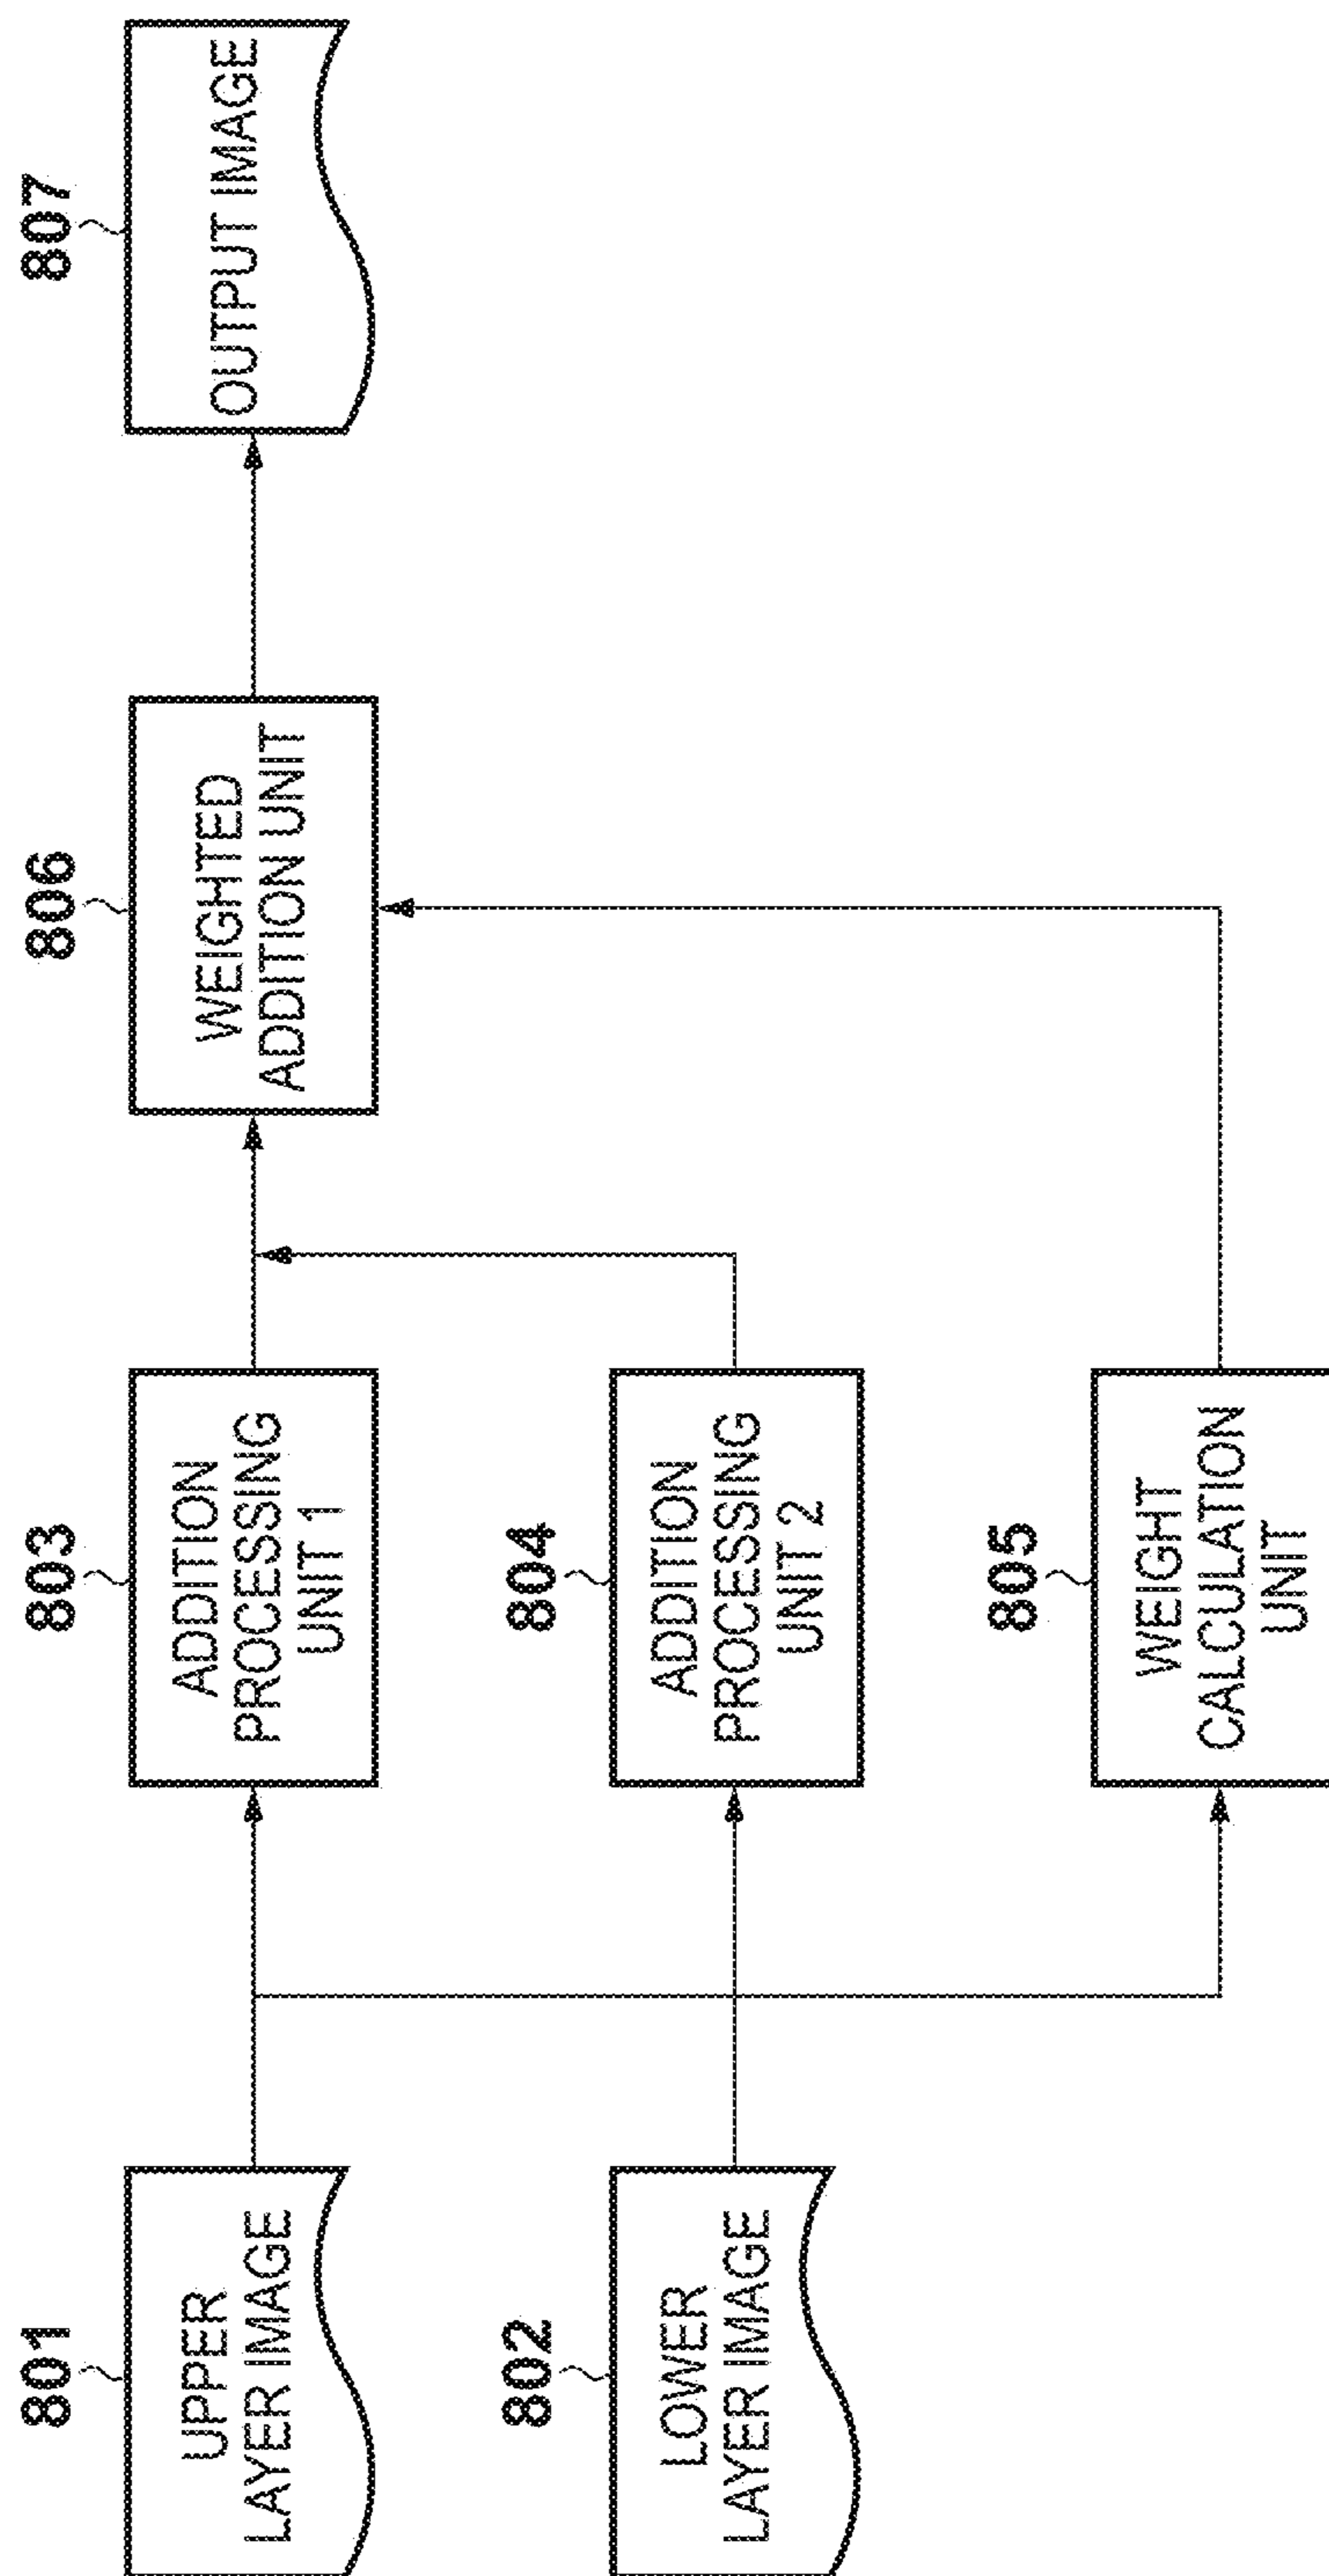 801
UPPER
LAYER IMAGE
802
LOWER
LAYER IMAGE
803
ADDITION
PROCESSING
UNIT 1
804
ADDITION
PROCESSING
UNIT 2
805
WEIGHT
CALCULATION
UNIT
806
WEIGHTED
ADDITION UNIT
807
OUTPUT IMAGE